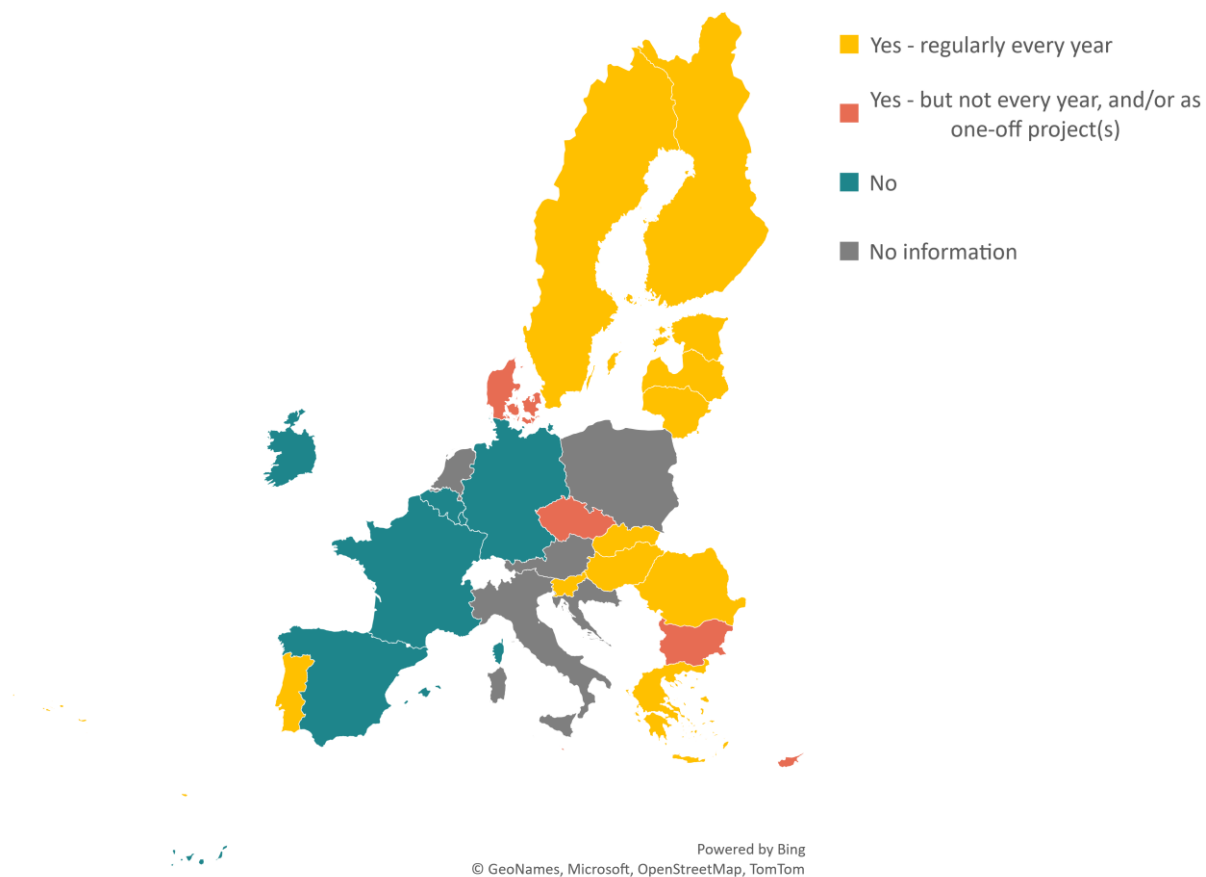 Yes - regularly every year
Yes - but not every year, and/or as
one-off project(s)
No
No information
Powered by Bing
© GeoNames, Microsoft, OpenStreetMap, TomTom